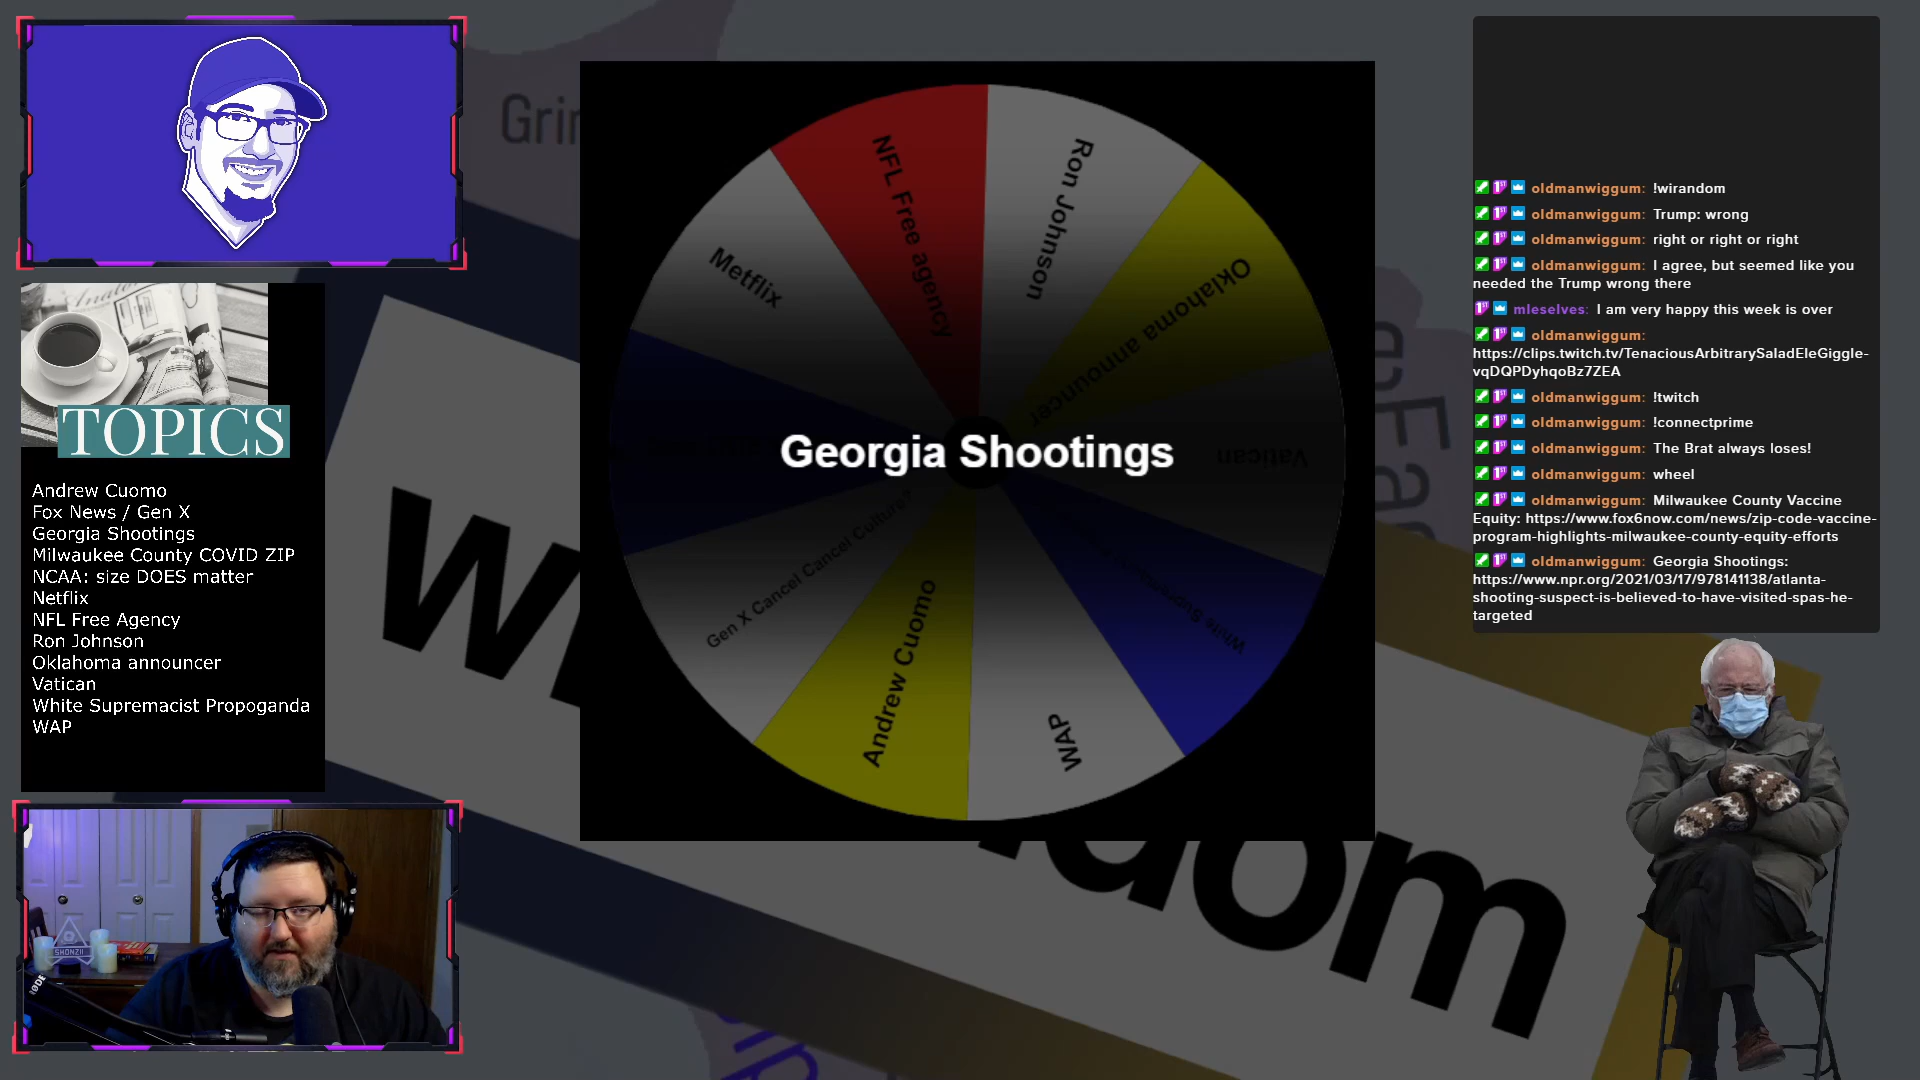 TOPICS
Andrew Cuomo
Fox News / Gen X
Georgia Shootings
Milwaukee County COVID ZIP
NCAA: size DOES matter
Netflix
NFL Free Agency
Ron Johnson
Oklahoma announcer
Vatican
White Supremacist Propoganda
WAP
SHONZII
Grin
NFL Free agency
Ron Johnson
Oklahoma announcer
Metflix
Georgia Shootings
Vatican
Gen X Cancel Cancel Culture?
Andrew Cuomo
WAP
White Supremacist
dom
oldmanwiggum: !wirandom
oldmanwiggum: Trump: wrong
oldmanwiggum: right or right or right
oldmanwiggum: I agree, but seemed like you
needed the Trump wrong there
mleselves: I am very happy this week is over
oldmanwiggum:
https://clips.twitch.tv/TenaciousArbitrarySaladEleGiggle-
vqDQPDyhqoBz7ZEA
oldmanwiggum: !twitch
oldmanwiggum: !connectprime
oldmanwiggum: The Brat always loses!
oldmanwiggum: wheel
oldmanwiggum: Milwaukee County Vaccine
Equity: https://www.fox6now.com/news/zip-code-vaccine-
program-highlights-milwaukee-county-equity-efforts
oldmanwiggum: Georgia Shootings:
https://www.npr.org/2021/03/17/978141138/atlanta-
shooting-suspect-is-believed-to-have-visited-spas-he-
targeted